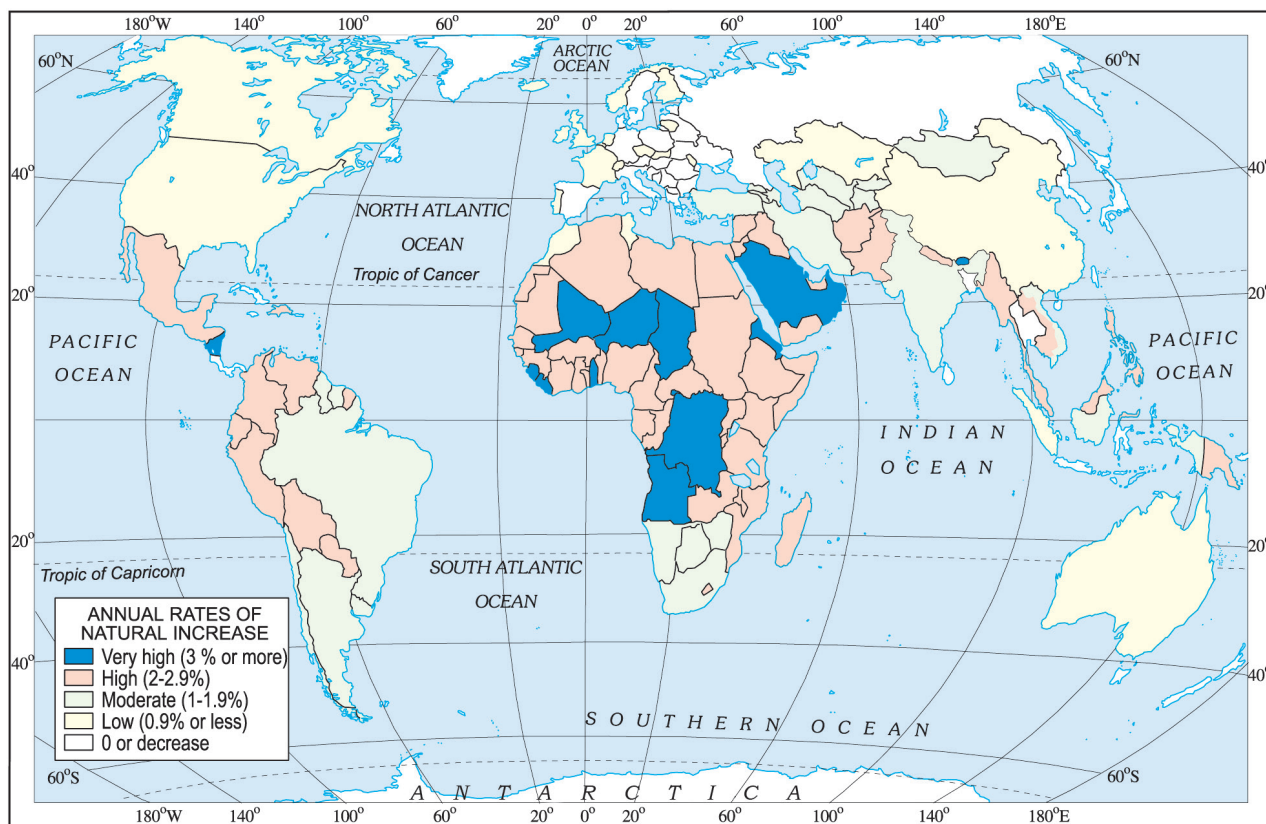 180°W 140° 100° 20° 0° 20° 60° 100° 140° 180°E
ARCTIC
OCEAN
60°N
60°N
40°
40°
NORTH ATLANTIC
OCEAN
Tropic of Cancer
20°
20°
PACIFIC
OCEAN
PACIFIC
OCEAN
0°
0°
INDIAN
OCEAN
20°
20°
Tropic of Capricorn
SOUTH ATLANTIC
OCEAN
ANNUAL RATES OF
NATURAL INCREASE
Very high (3 % or more)
High (2-2.9%)
Moderate (1-1.9%)
Low (0.9% or less)
0 or decrease
40°
40°
SOUTHERN OCEAN
60°S
60°S
ANTARCTICA
180°W 140° 100° 20° 0° 20° 60° 100° 180°E